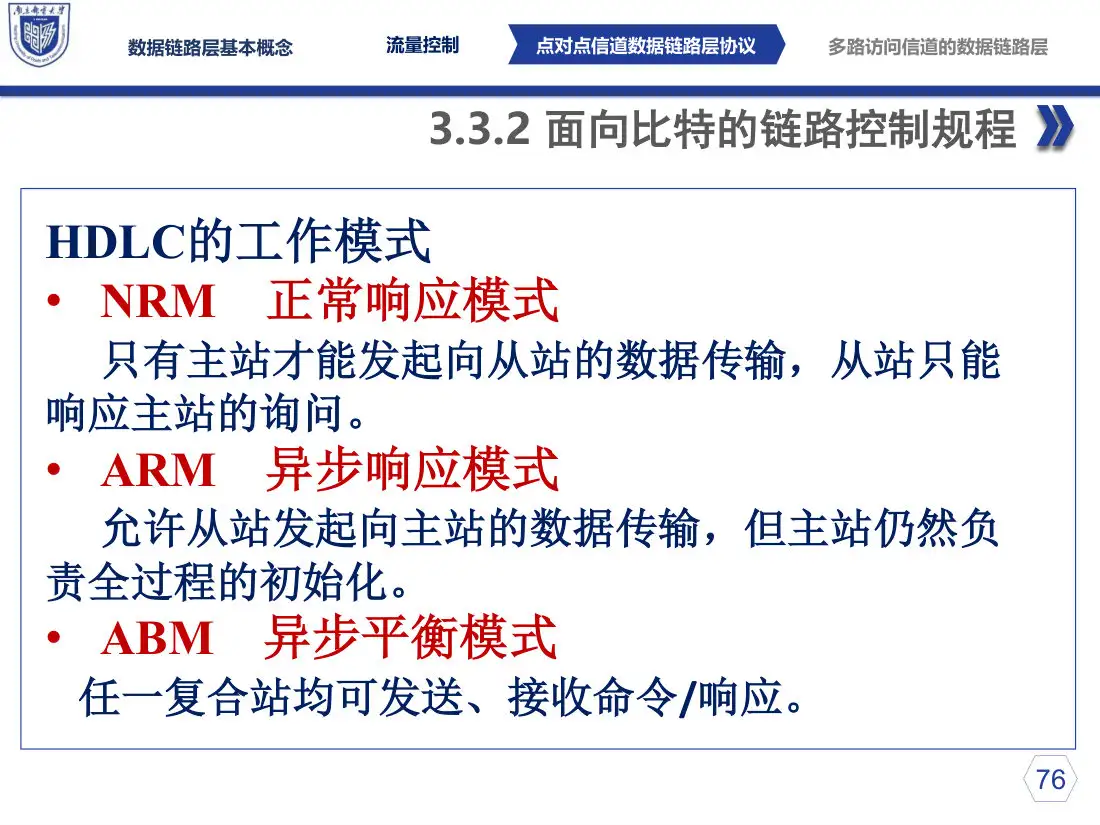 南京邮电大学
数据链路层基本概念
流量控制
点对点信道数据链路层协议
多路访问信道的数据链路层
3.3.2 面向比特的链路控制规程
HDLC的工作模式
• NRM 正常响应模式
只有主站才能发起向从站的数据传输，从站只能
响应主站的询问。
• ARM 异步响应模式
允许从站发起向主站的数据传输，但主站仍然负
责全过程的初始化。
• ABM 异步平衡模式
任一复合站均可发送、接收命令/响应。
76